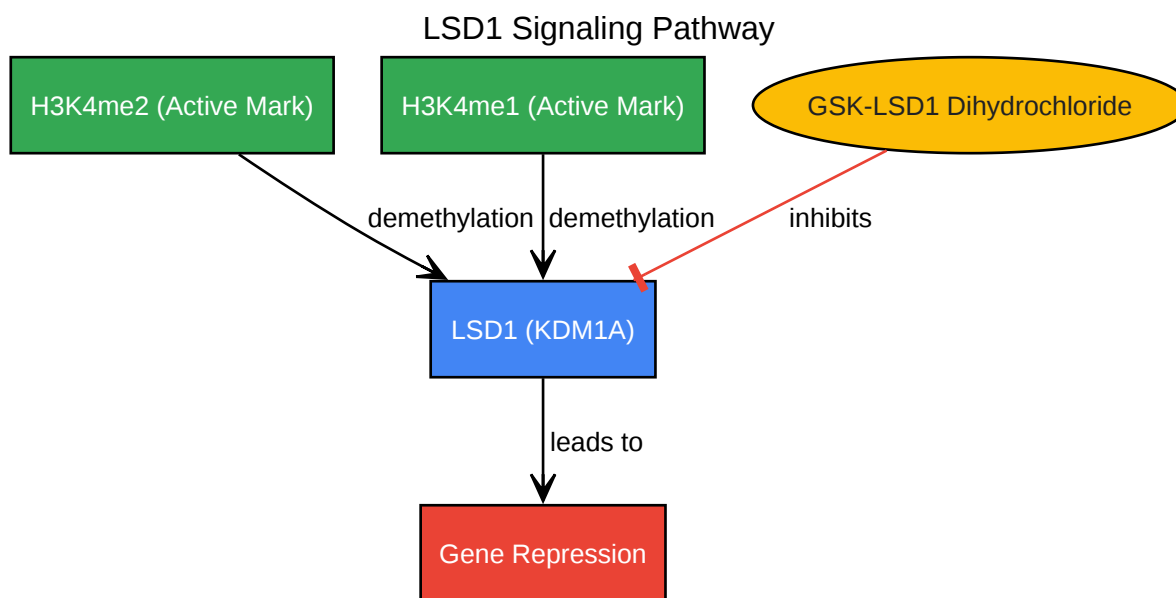 LSD1 Signaling Pathway
H3K4me2 (Active Mark)
H3K4me1 (Active Mark)
GSK-LSD1 Dihydrochloride
demethylation
demethylation
inhibits
LSD1 (KDM1A)
leads to
Gene Repression